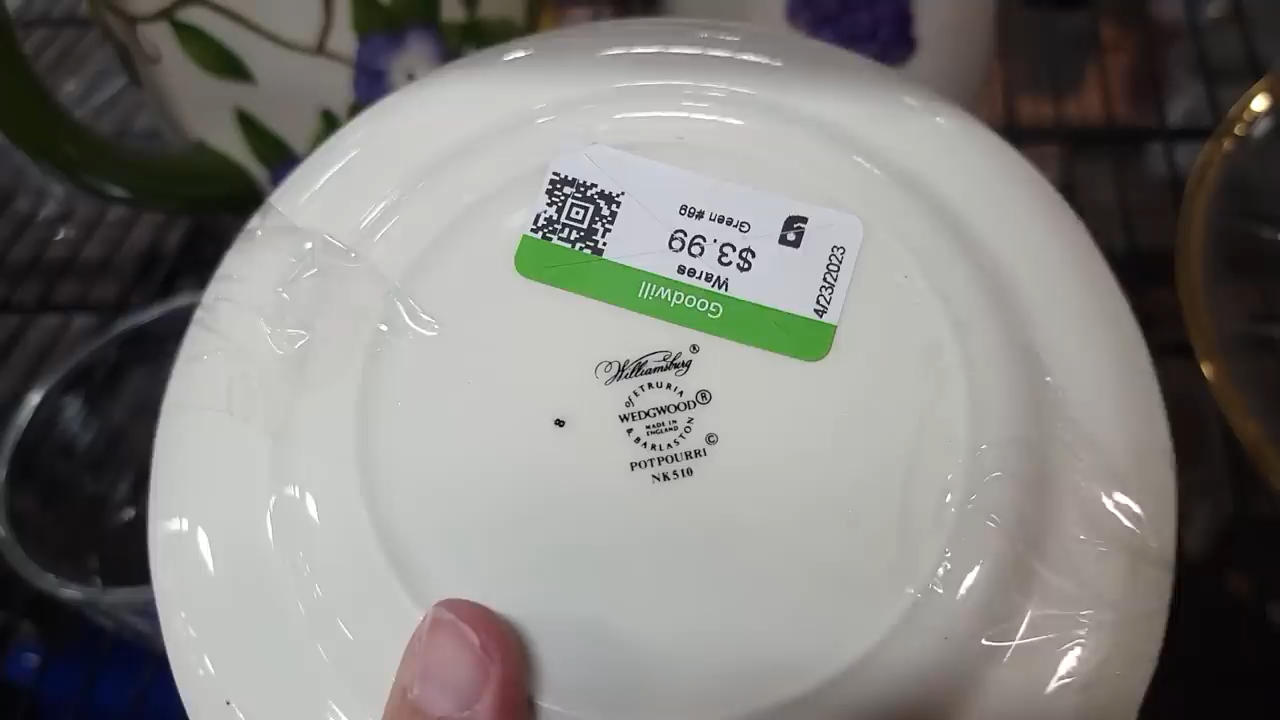 Goodwill
Wares
$3.99
Green #69
4/23/2023
Williamsburg®
of ETRURIA
WEDGWOOD®
MADE IN
ENGLAND
& BARLASTON
POTPOURRI©
NK510
8